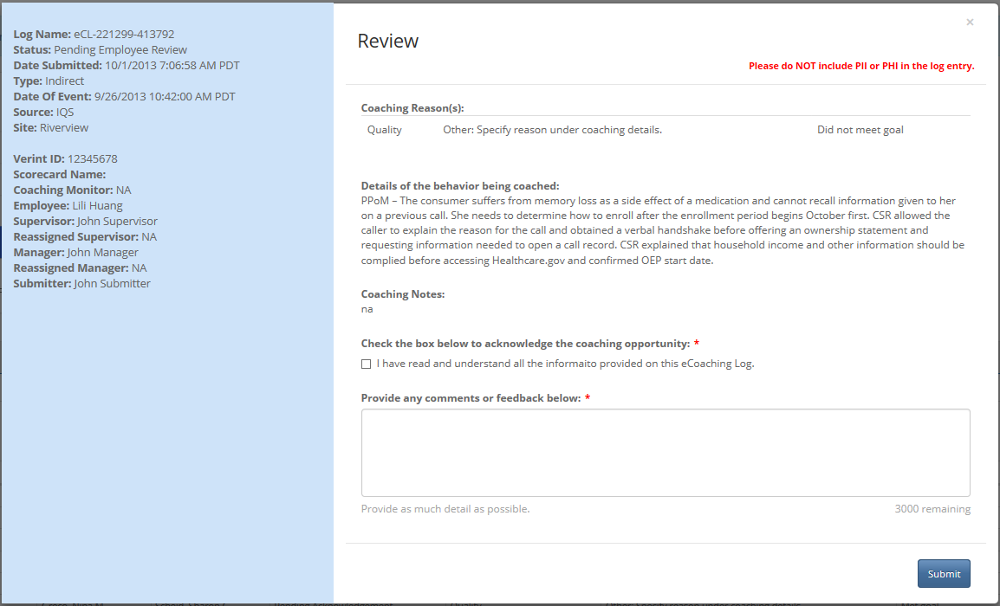 Log Name: eCL-221299-413792
Status: Pending Employee Review
Date Submitted: 10/1/2013 7:06:58 AM PDT
Type: Indirect
Date Of Event: 9/26/2013 10:42:00 AM PDT
Source: IQS
Site: Riverview
Verint ID: 12345678
Scorecard Name:
Coaching Monitor: NA
Employee: Lili Huang
Supervisor: John Supervisor
Reassigned Supervisor: NA
Manager: John Manager
Reassigned Manager: NA
Submitter: John Submitter
×
Review
Please do NOT include PII or PHI in the log entry.
Coaching Reason(s):
Quality Other: Specify reason under coaching details. Did not meet goal
Details of the behavior being coached:
PPoM – The consumer suffers from memory loss as a side effect of a medication and cannot recall information given to her
on a previous call. She needs to determine how to enroll after the enrollment period begins October first. CSR allowed the
caller to explain the reason for the call and obtained a verbal handshake before offering an ownership statement and
requesting information needed to open a call record. CSR explained that household income and other information should be
complied before accessing Healthcare.gov and confirmed OEP start date.
Coaching Notes:
na
Check the box below to acknowledge the coaching opportunity: *
I have read and understand all the informaito provided on this eCoaching Log.
Provide any comments or feedback below: *
Provide as much detail as possible. 3000 remaining
Submit